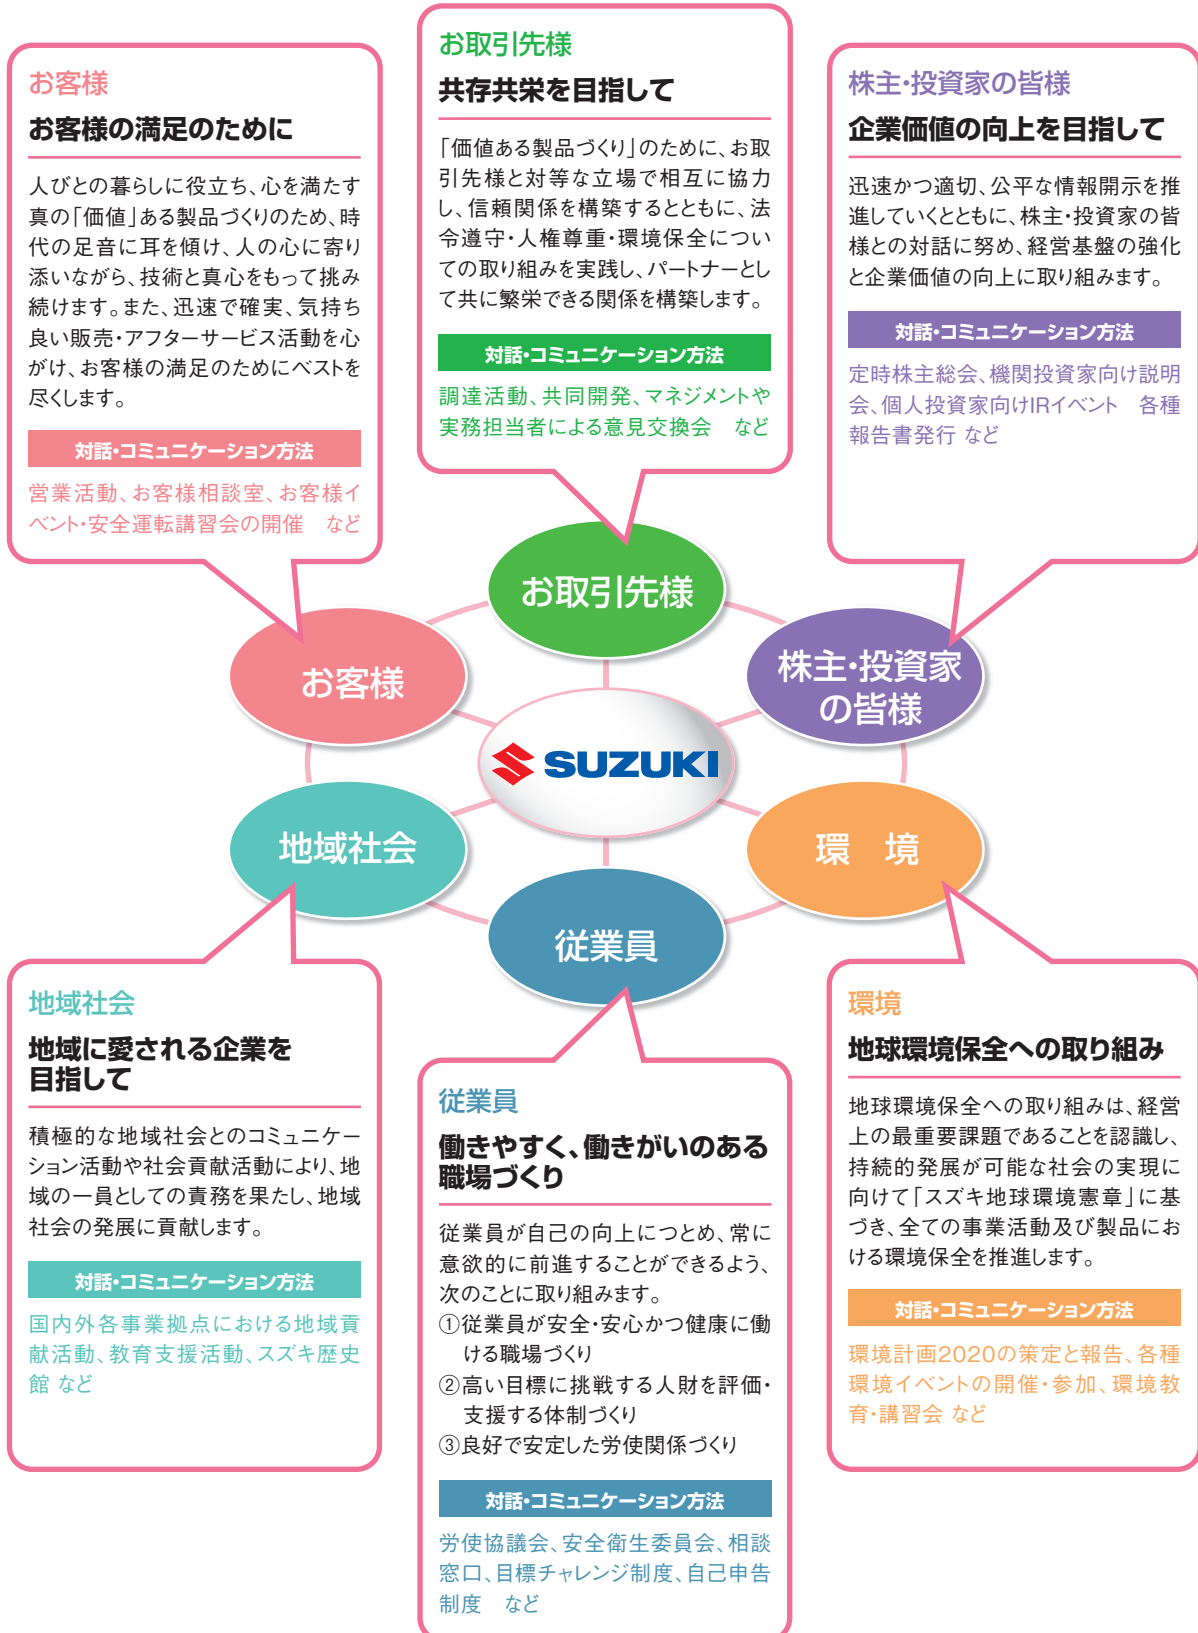 お客様
お客様の満足のために
人びとの暮らしに役立ち、心を満たす
真の「価値」ある製品づくりのため、時
代の足音に耳を傾け、人の心に寄り
添いながら、技術と真心をもって挑み
続けます。また、迅速で確実、気持ち
良い販売・アフターサービス活動を心
がけ、お客様の満足のためにベストを
尽くします。
対話・コミュニケーション方法
営業活動、お客様相談室、お客様イ
ベント・安全運転講習会の開催　など
お取引先様
共存共栄を目指して
「価値ある製品づくり」のために、お取
引先様と対等な立場で相互に協力
し、信頼関係を構築するとともに、法
令遵守・人権尊重・環境保全につい
ての取り組みを実践し、パートナーとし
て共に繁栄できる関係を構築します。
対話・コミュニケーション方法
調達活動、共同開発、マネジメントや
実務担当者による意見交換会　など
株主・投資家の皆様
企業価値の向上を目指して
迅速かつ適切、公平な情報開示を推
進していくとともに、株主・投資家の皆
様との対話に努め、経営基盤の強化
と企業価値の向上に取り組みます。
対話・コミュニケーション方法
定時株主総会、機関投資家向け説明
会、個人投資家向けIRイベント　各種
報告書発行 など
お取引先様
お客様
株主・投資家
の皆様
SUZUKI
地域社会
環　境
従業員
地域社会
地域に愛される企業を
目指して
積極的な地域社会とのコミュニケー
ション活動や社会貢献活動により、地
域の一員としての責務を果たし、地域
社会の発展に貢献します。
対話・コミュニケーション方法
国内外各事業拠点における地域貢
献活動、教育支援活動、スズキ歴史
館 など
従業員
働きやすく、働きがいのある
職場づくり
従業員が自己の向上につとめ、常に
意欲的に前進することができるよう、
次のことに取り組みます。
①従業員が安全・安心かつ健康に働
ける職場づくり
②高い目標に挑戦する人財を評価・
支援する体制づくり
③良好で安定した労使関係づくり
対話・コミュニケーション方法
労使協議会、安全衛生委員会、相談
窓口、目標チャレンジ制度、自己申告
制度　など
環境
地球環境保全への取り組み
地球環境保全への取り組みは、経営
上の最重要課題であることを認識し、
持続的発展が可能な社会の実現に
向けて「スズキ地球環境憲章」に基
づき、全ての事業活動及び製品にお
ける環境保全を推進します。
対話・コミュニケーション方法
環境計画2020の策定と報告、各種
環境イベントの開催・参加、環境教
育・講習会 など